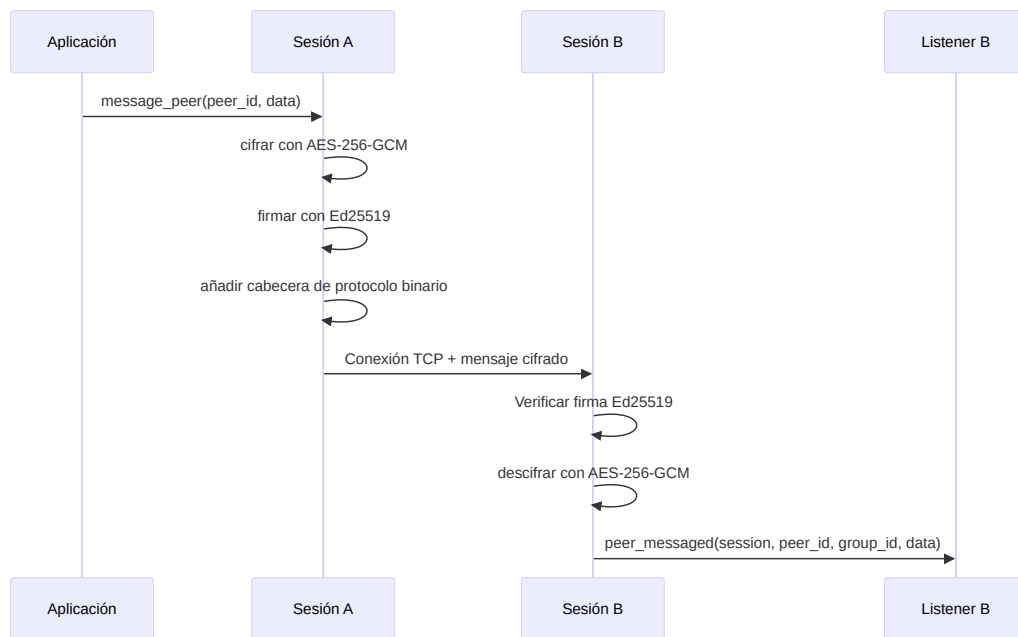 Aplicación
Sesión A
Sesión B
Listener B
message_peer(peer_id, data)
cifrar con AES-256-GCM
firmar con Ed25519
añadir cabecera de protocolo binario
Conexión TCP + mensaje cifrado
Verificar firma Ed25519
descifrar con AES-256-GCM
peer_messaged(session, peer_id, group_id, data)
Aplicación
Sesión A
Sesión B
Listener B